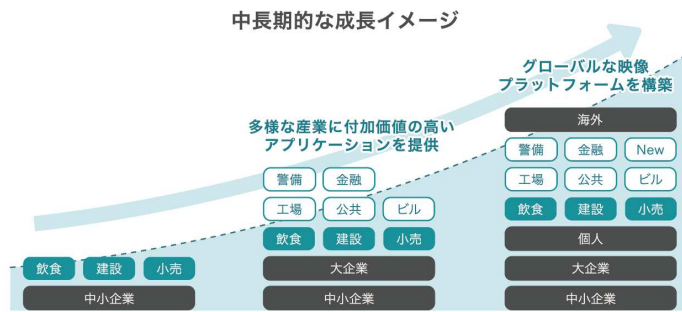 中長期的な成長イメージ
グローバルな映像
プラットフォームを構築
多様な産業に付加価値の高い
アプリケーションを提供
飲食 建設 小売
中小企業
警備 金融
工場 公共 ビル
飲食 建設 小売
大企業
中小企業
海外
警備 金融 New
工場 公共 ビル
飲食 建設 小売
個人
大企業
中小企業